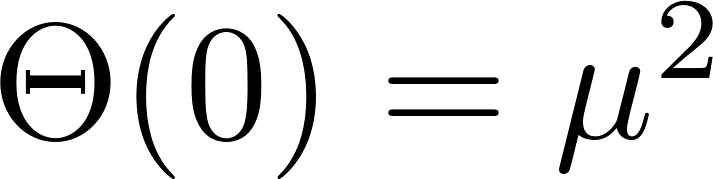 Θ(0) = μ²